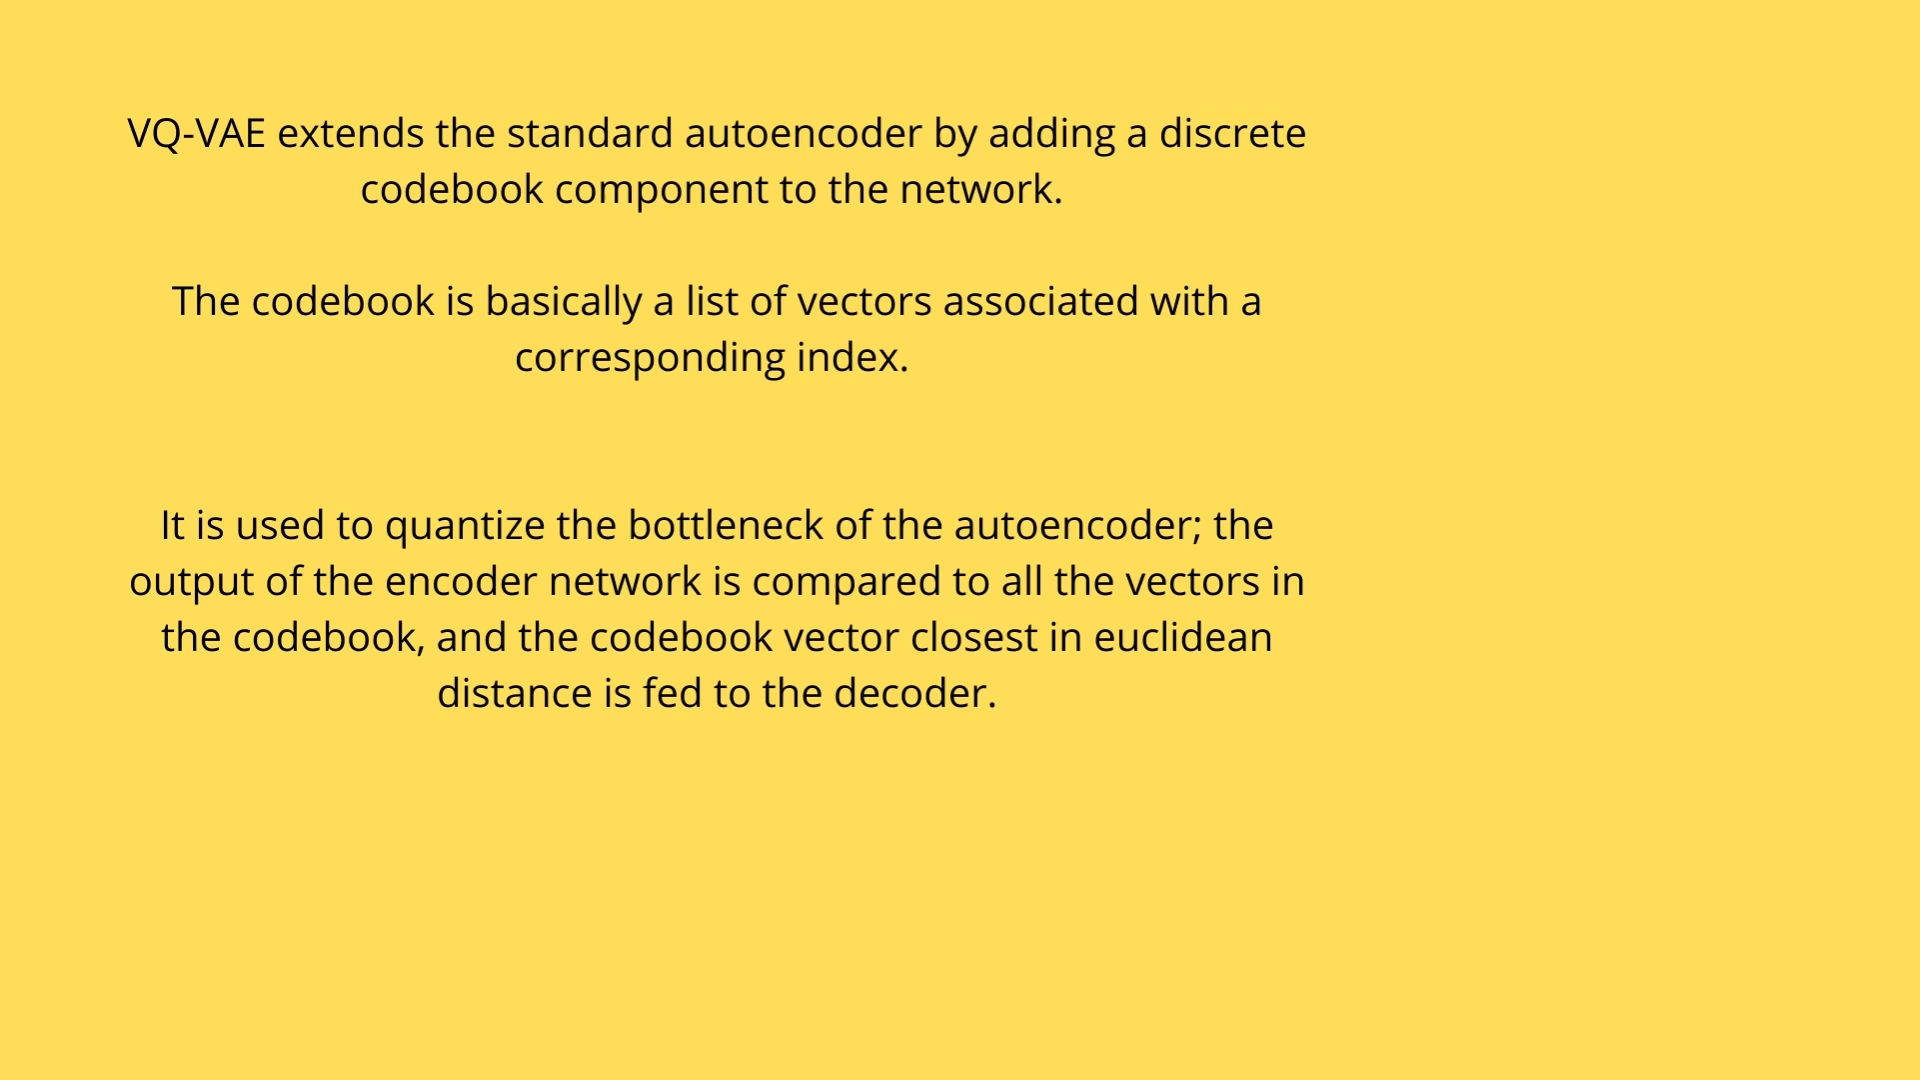 VQ-VAE extends the standard autoencoder by adding a discrete
codebook component to the network.
The codebook is basically a list of vectors associated with a
corresponding index.
It is used to quantize the bottleneck of the autoencoder; the
output of the encoder network is compared to all the vectors in
the codebook, and the codebook vector closest in euclidean
distance is fed to the decoder.